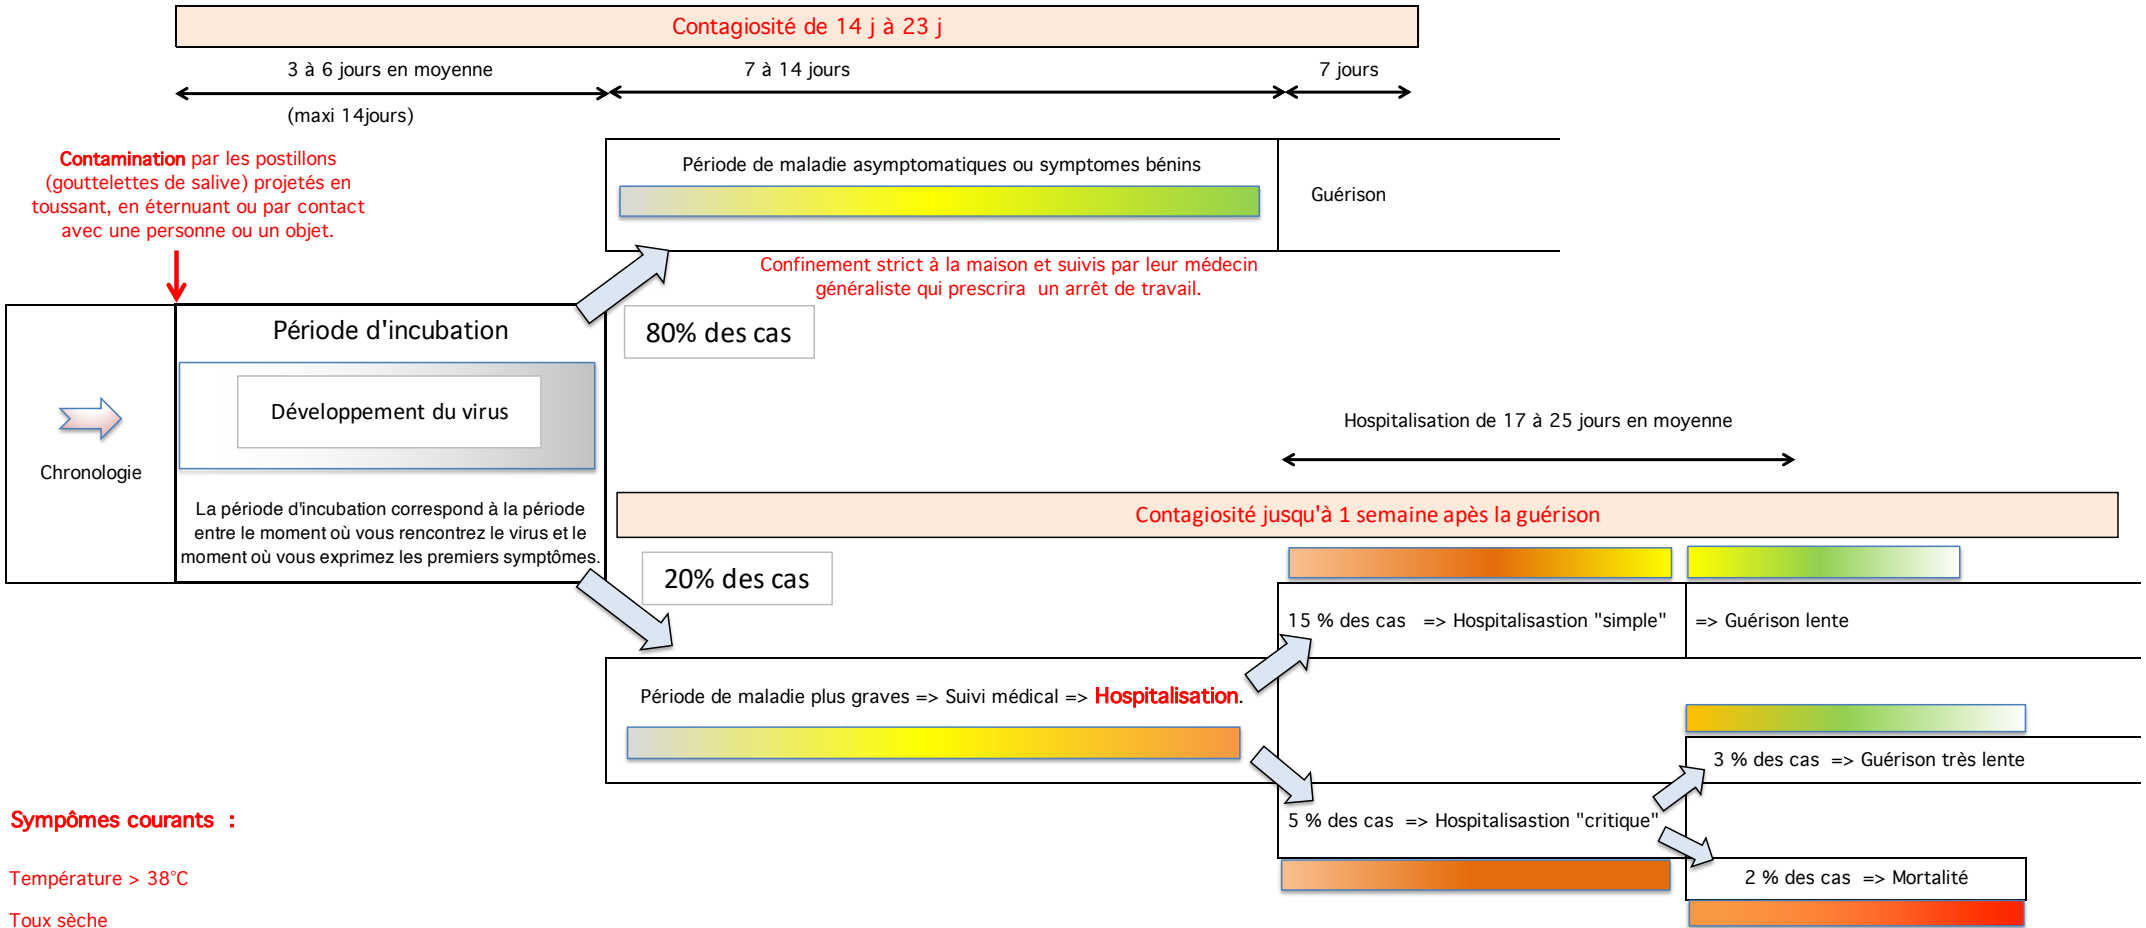 Contagiosité de 14 j à 23 j
3 à 6 jours en moyenne
7 à 14 jours
7 jours
(maxi 14jours)
Contamination par les postillons
(gouttelettes de salive) projetés en
toussant, en éternuant ou par contact
avec une personne ou un objet.
Période de maladie asymptomatiques ou symptomes bénins
Guérison
Confinement strict à la maison et suivis par leur médecin
généraliste qui prescrira un arrêt de travail.
Période d'incubation
80% des cas
Développement du virus
Chronologie
La période d'incubation correspond à la période
entre le moment où vous rencontrez le virus et le
moment où vous exprimez les premiers symptômes.
Hospitalisation de 17 à 25 jours en moyenne
Contagiosité jusqu'à 1 semaine apès la guérison
20% des cas
15 % des cas => Hospitalisastion "simple"
=> Guérison lente
Période de maladie plus graves => Suivi médical => Hospitalisation.
3 % des cas => Guérison très lente
5 % des cas => Hospitalisastion "critique"
2 % des cas => Mortalité
Sympômes courants :
Température > 38°C
Toux sèche